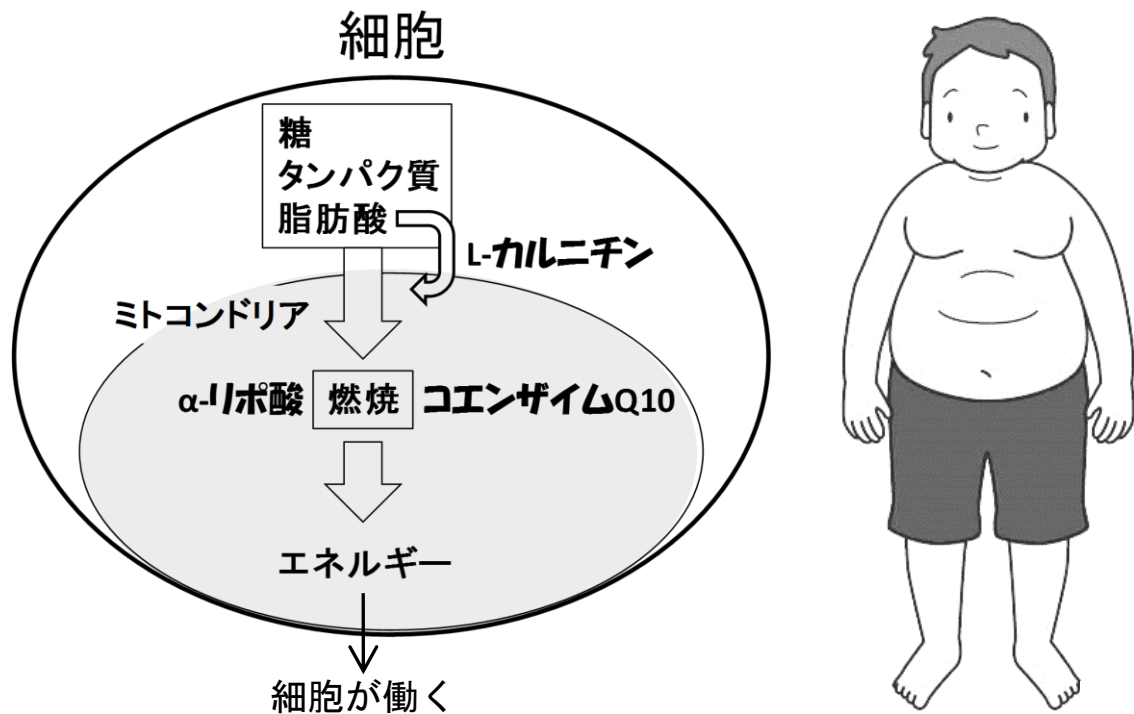 細胞
糖
タンパク質
脂肪酸
L-カルニチン
ミトコンドリア
α-リポ酸 燃焼 コエンザイムQ10
エネルギー
細胞が働く